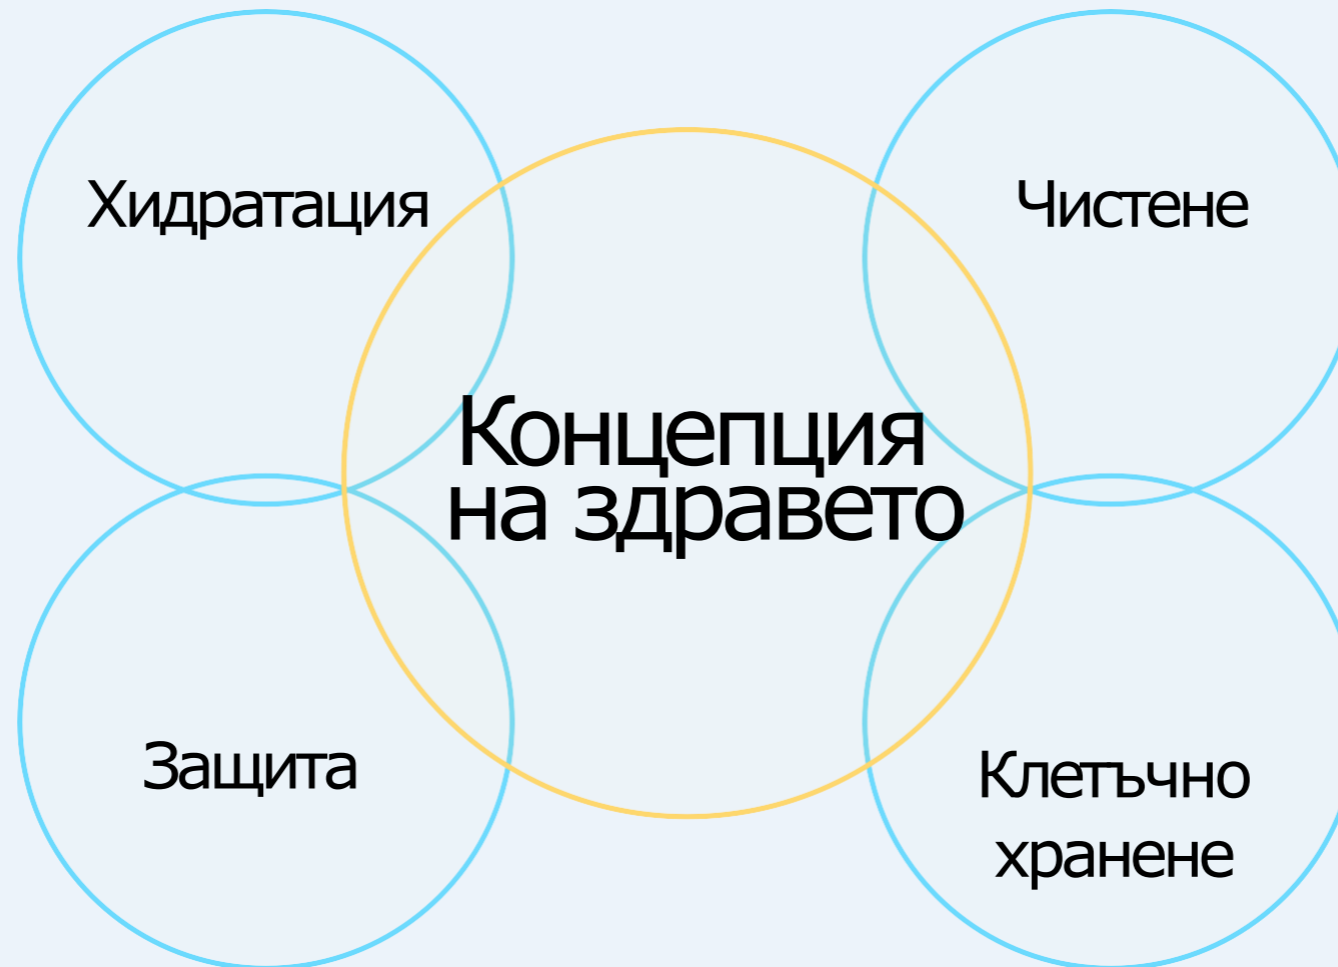 Хидратация
Чистене
Концепция
на здравето
Защита
Клетъчно
хранене